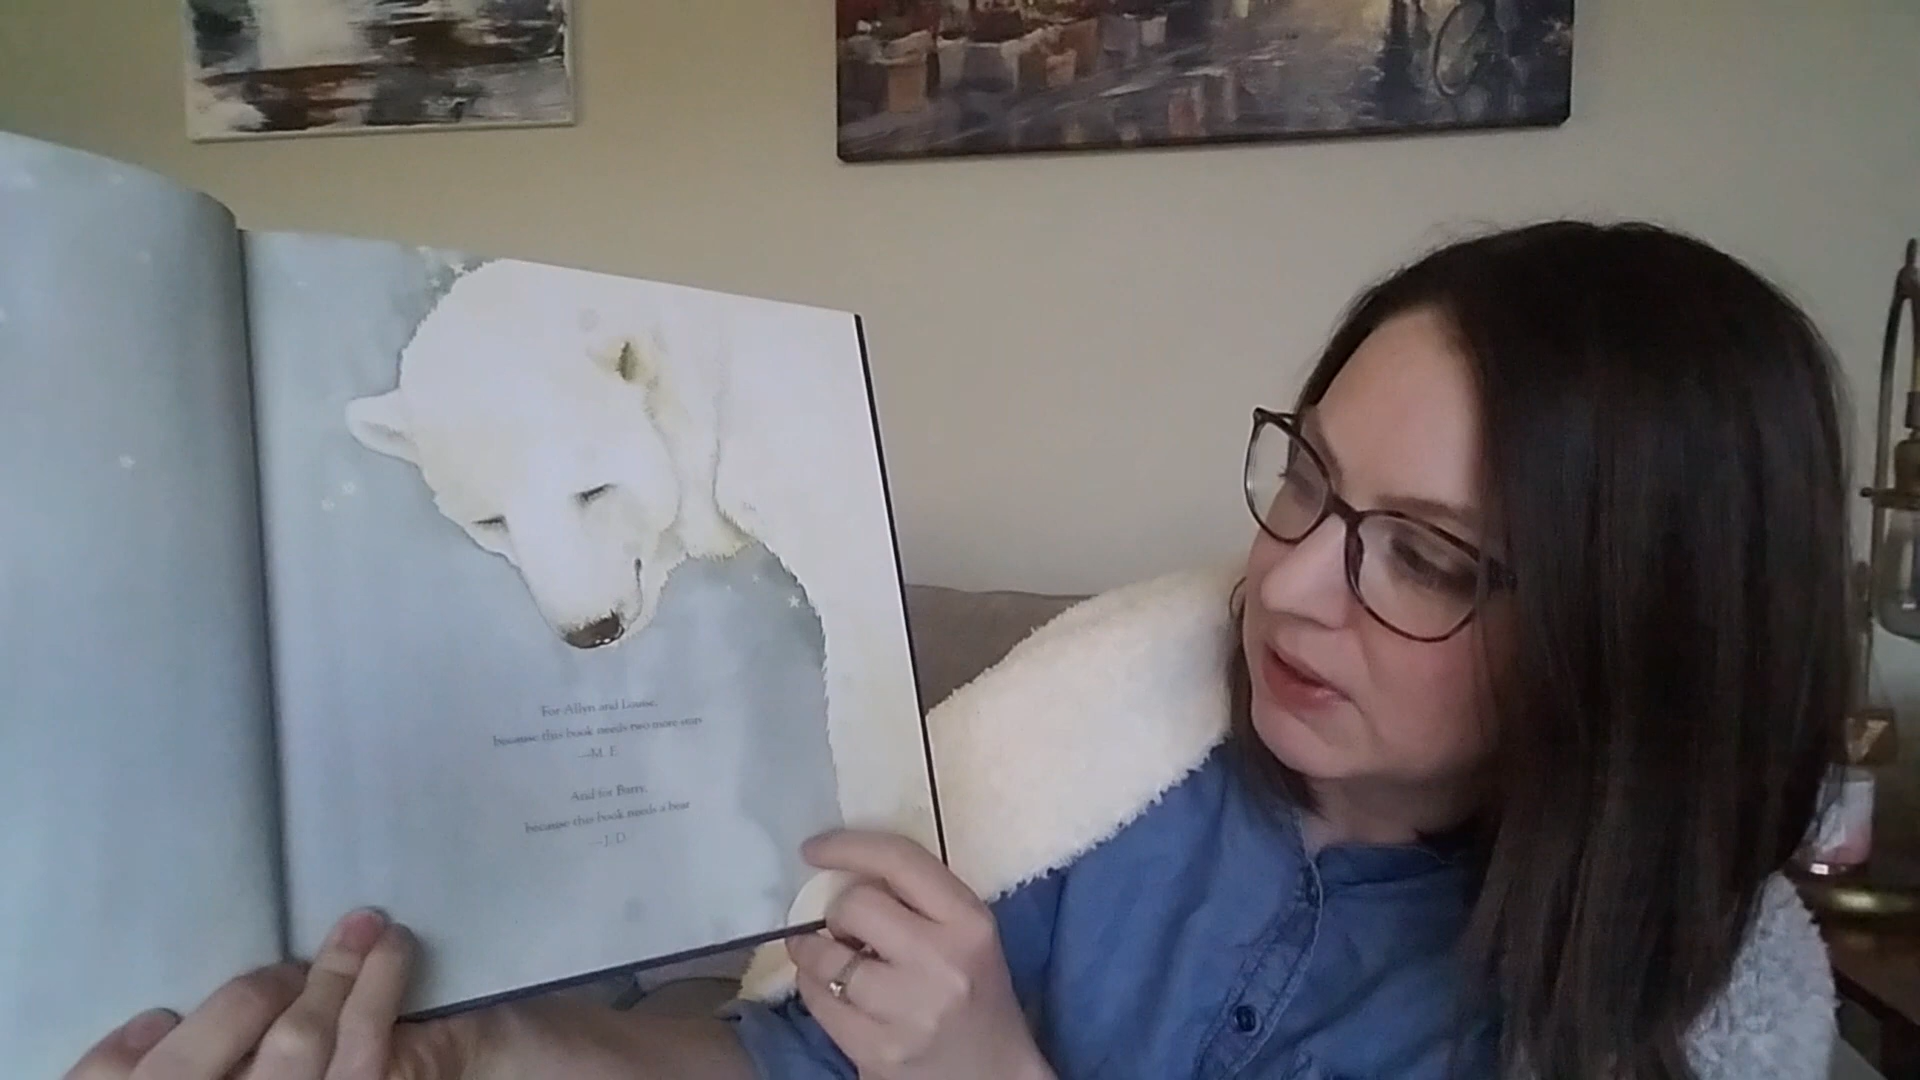 For Allyn and Louise,
because this book needs two more stars
—M. E.
And for Barry,
because this book needs a bear
—J. D.